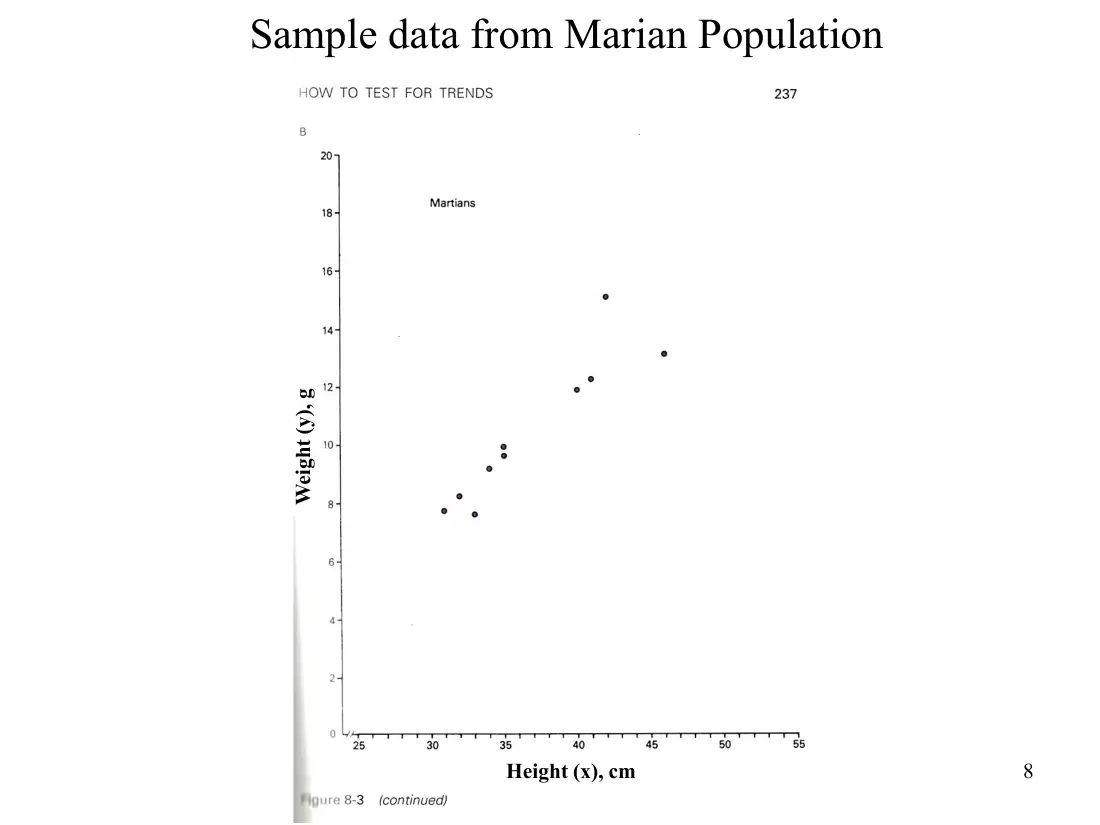 Sample data from Marian Population
HOW TO TEST FOR TRENDS 237
B
20
Martians
18
16
14
12
10
8
6
4
2
0
Weight (y), g
25 30 35 40 45 50 55
Height (x), cm
8
Figure 8-3 (continued)